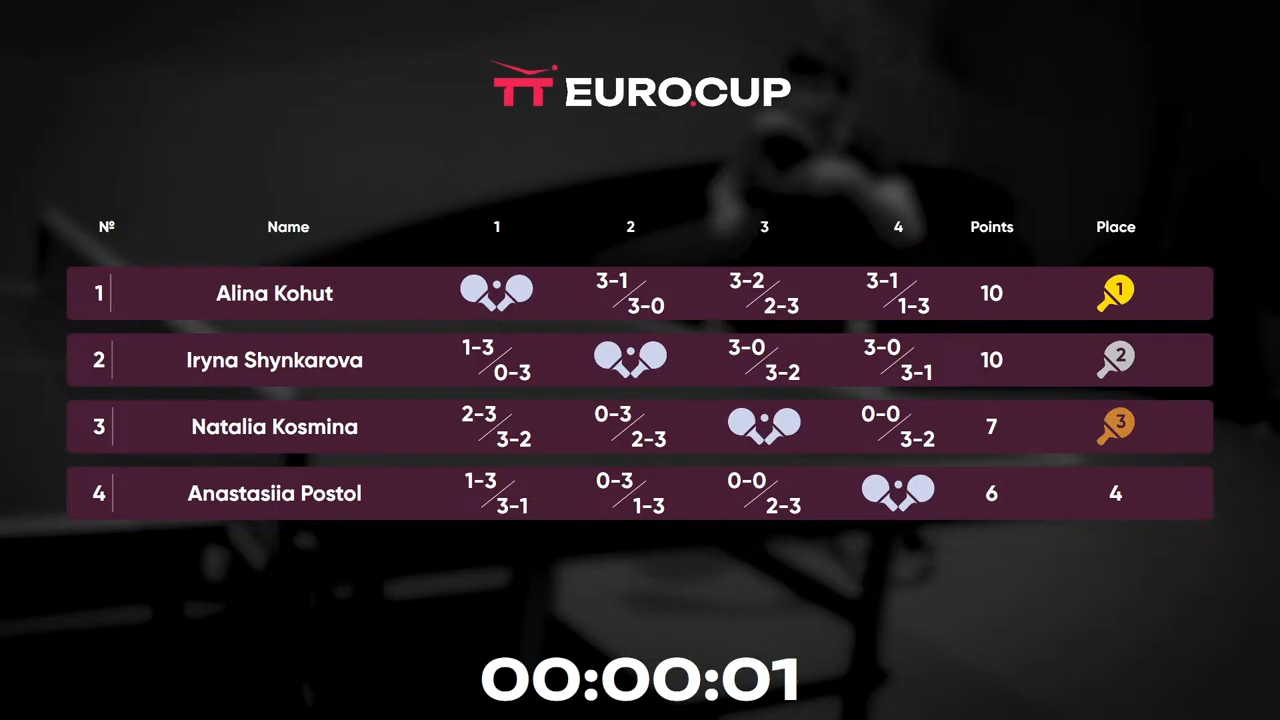 TT EURO.CUP
№ Name 1 2 3 4 Points Place
1 Alina Kohut 3-1 3-0 3-2 2-3 3-1 1-3 10 1
2 Iryna Shynkarova 1-3 0-3 3-0 3-2 3-0 3-1 10 2
3 Natalia Kosmina 2-3 3-2 0-3 2-3 0-0 3-2 7 3
4 Anastasiia Postol 1-3 3-1 0-3 1-3 0-0 2-3 6 4
00:00:01